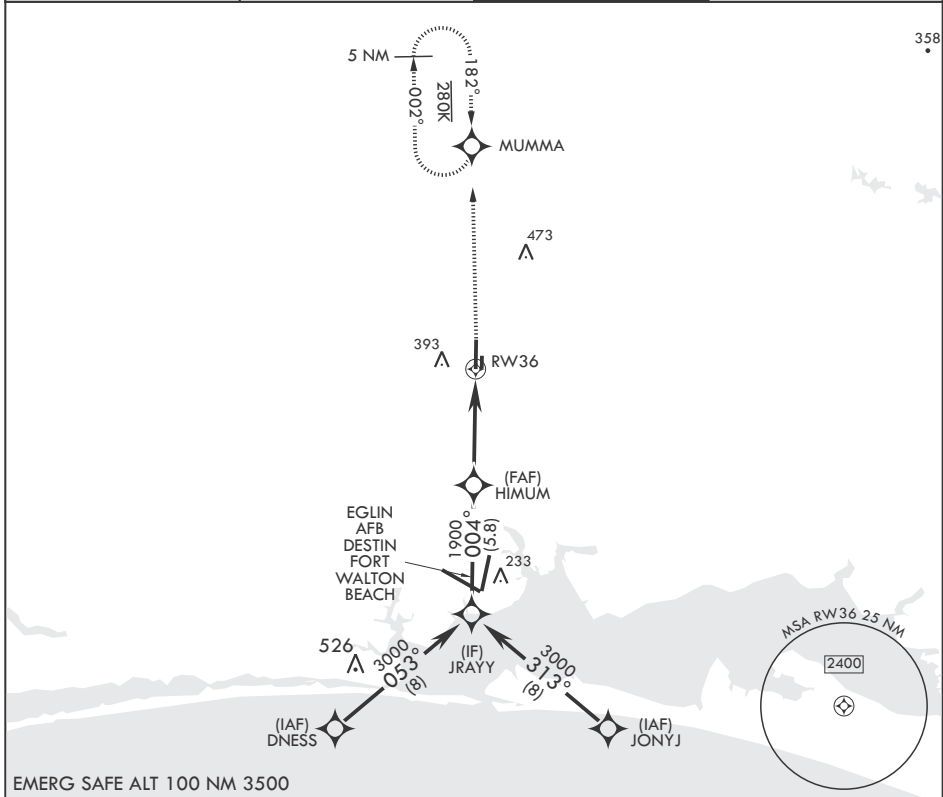 358
5 NM
182°
002°
280K
MUMMA
473
393
RW36
(FAF)
HIMUM
EGLIN
AFB
DESTIN
FORT
WALTON
BEACH
1900
004°
(5.8)
233
MSA RW36 25 NM
2400
526
3000
053°
(8)
(IF)
JRAYY
3000
313°
(8)
(IAF)
DNESS
(IAF)
JONYJ
EMERG SAFE ALT 100 NM 3500